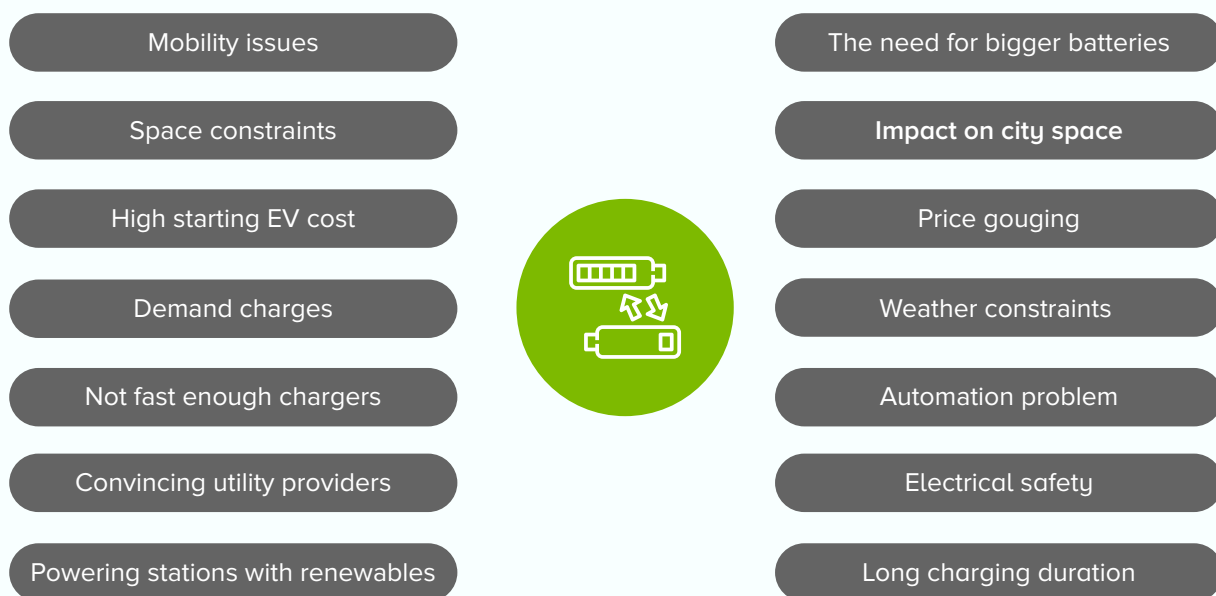 Mobility issues
Space constraints
High starting EV cost
Demand charges
Not fast enough chargers
Convincing utility providers
Powering stations with renewables
The need for bigger batteries
Impact on city space
Price gouging
Weather constraints
Automation problem
Electrical safety
Long charging duration